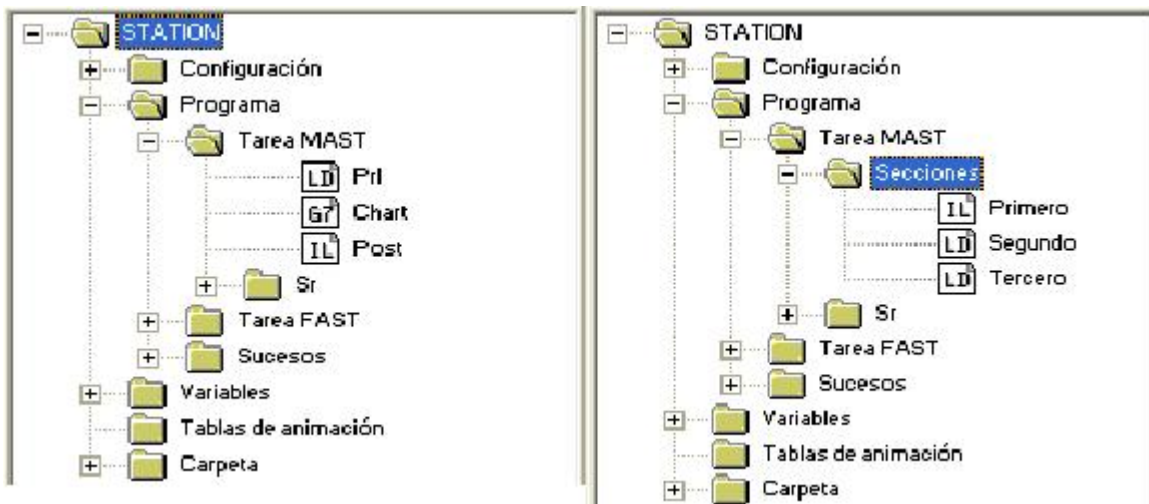 STATION
Configuración
Programa
Tarea MAST
LD Prl
G7 Chart
IL Post
Sr
Tarea FAST
Sucesos
Variables
Tablas de animación
Carpeta
STATION
Configuración
Programa
Tarea MAST
Secciones
IL Primero
LD Segundo
LD Tercero
Sr
Tarea FAST
Sucesos
Variables
Tablas de animación
Carpeta